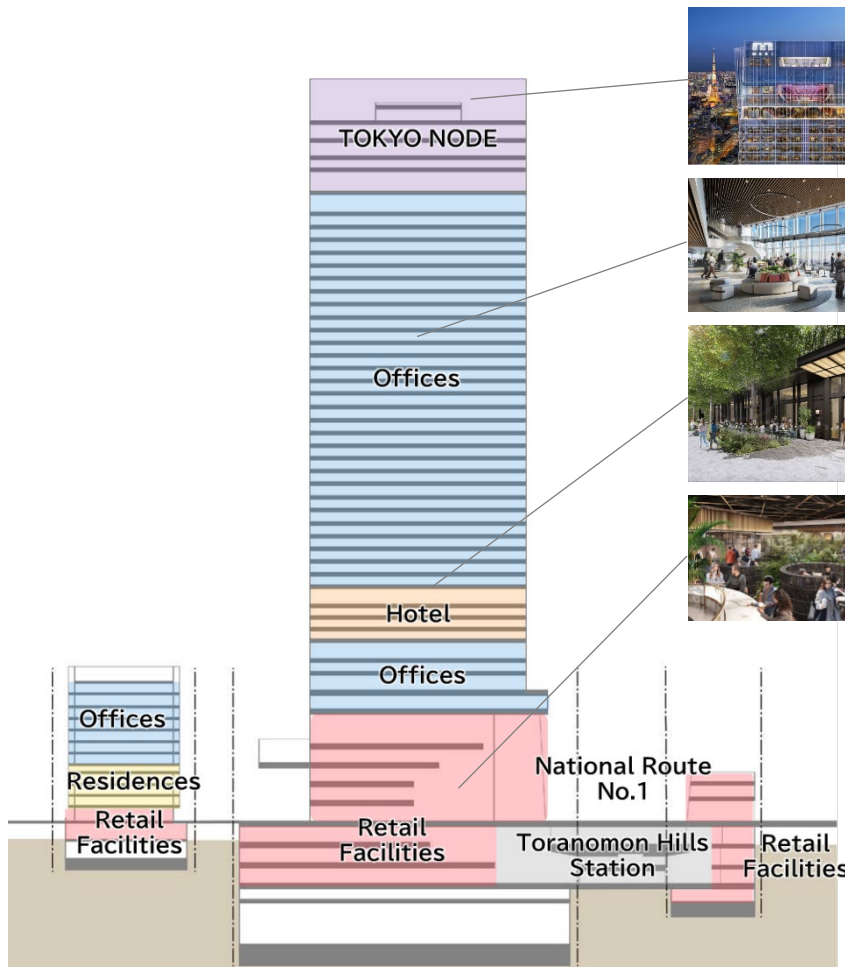 TOKYO NODE
Offices
Hotel
Offices
Offices
Residences
Retail
Facilities
National Route
No.1
Retail
Facilities
Toranomon Hills
Station
Retail
Facilities